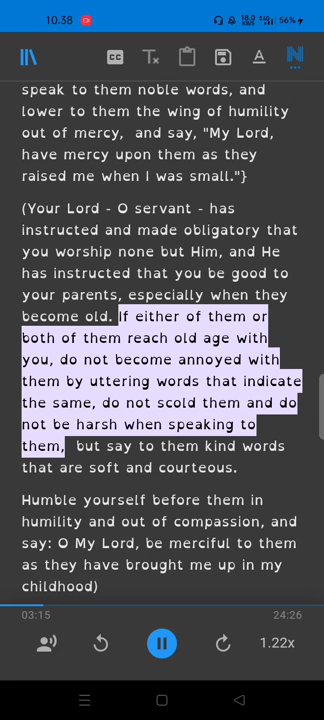 10.38
18.0 KB/S
56%
CC
speak to them noble words, and
lower to them the wing of humility
out of mercy,  and say, "My Lord,
have mercy upon them as they
raised me when I was small."}
(Your Lord - O servant - has
instructed and made obligatory that
you worship none but Him, and He
has instructed that you be good to
your parents, especially when they
become old. If either of them or
both of them reach old age with
you, do not become annoyed with
them by uttering words that indicate
the same, do not scold them and do
not be harsh when speaking to
them,  but say to them kind words
that are soft and courteous.
Humble yourself before them in
humility and out of compassion, and
say: O My Lord, be merciful to them
as they have brought me up in my
childhood)
03:15
24:26
1.22x